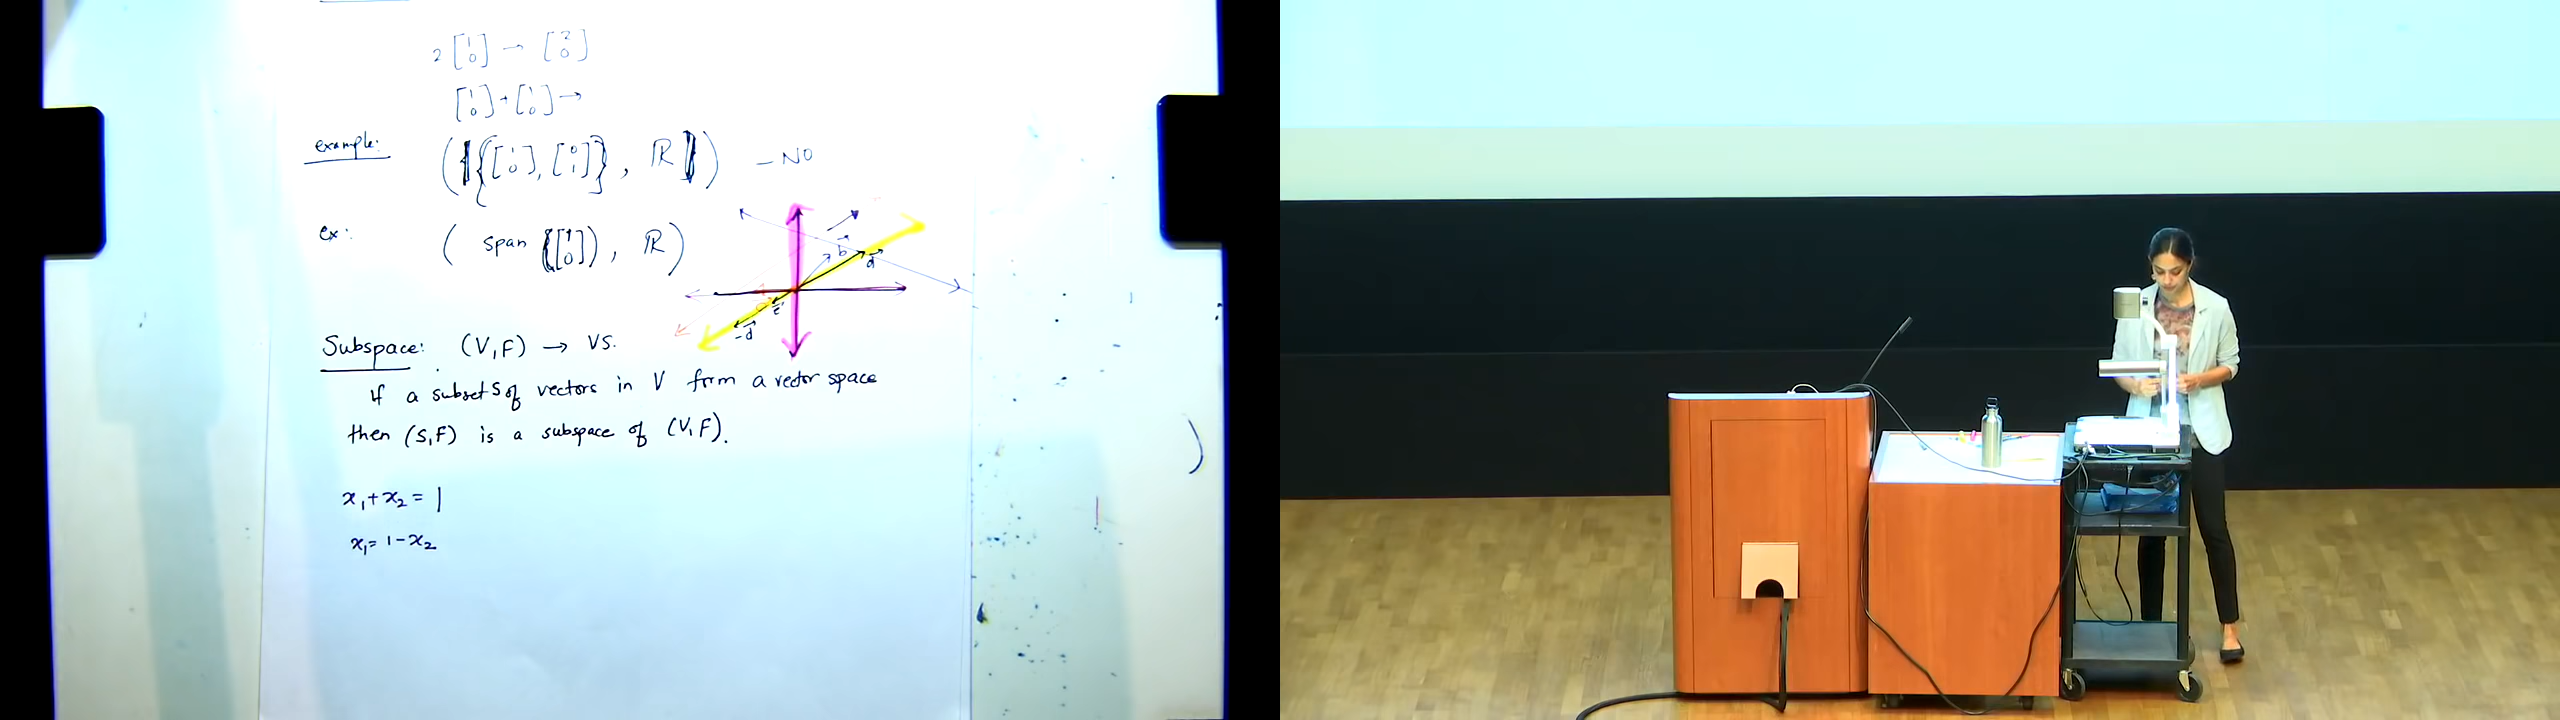 2 [1 0] → [2 0]
[1 0] + [1 0] →
example: ({[1 0], [0 1]}, ℝ) – NO
ex: ( span ([1 0]), ℝ)
b
d
c
-d
Subspace: (V,F) → VS.
If a subset S of vectors in V form a vector space
then (S,F) is a subspace of (V,F).
x₁+x₂ = 1
x₁= 1-x₂